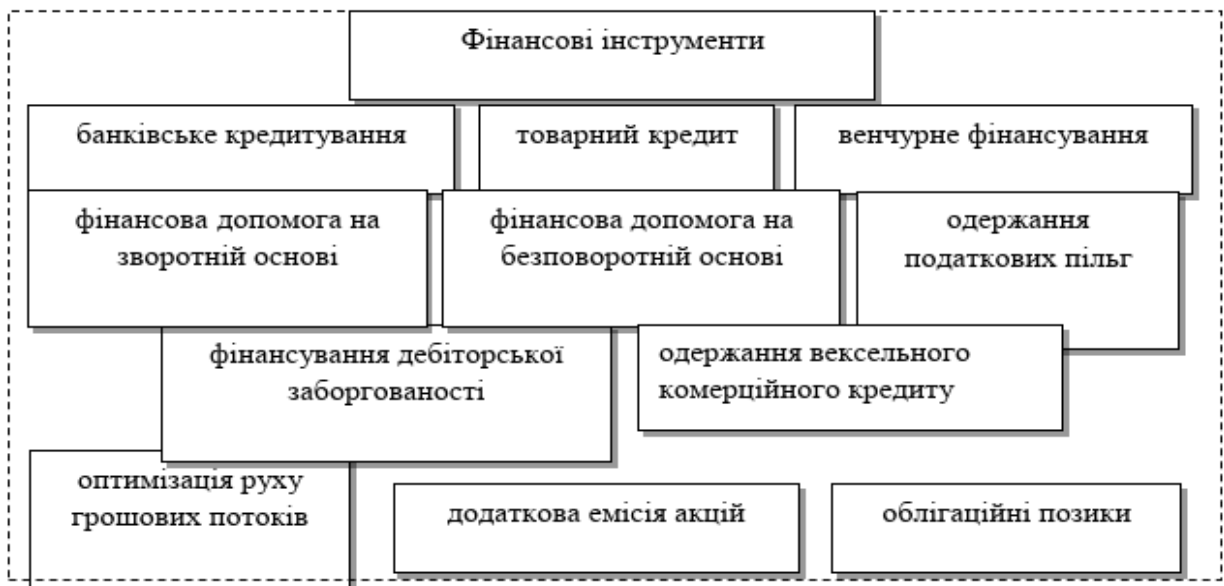 Фінансові інструменти
банківське кредитування
товарний кредит
венчурне фінансування
фінансова допомога на
зворотній основі
фінансова допомога на
безповоротній основі
одержання
податкових пільг
фінансування дебіторської
заборгованості
одержання вексельного
комерційного кредиту
оптимізація руху
грошових потоків
додаткова емісія акцій
облігаційні позики